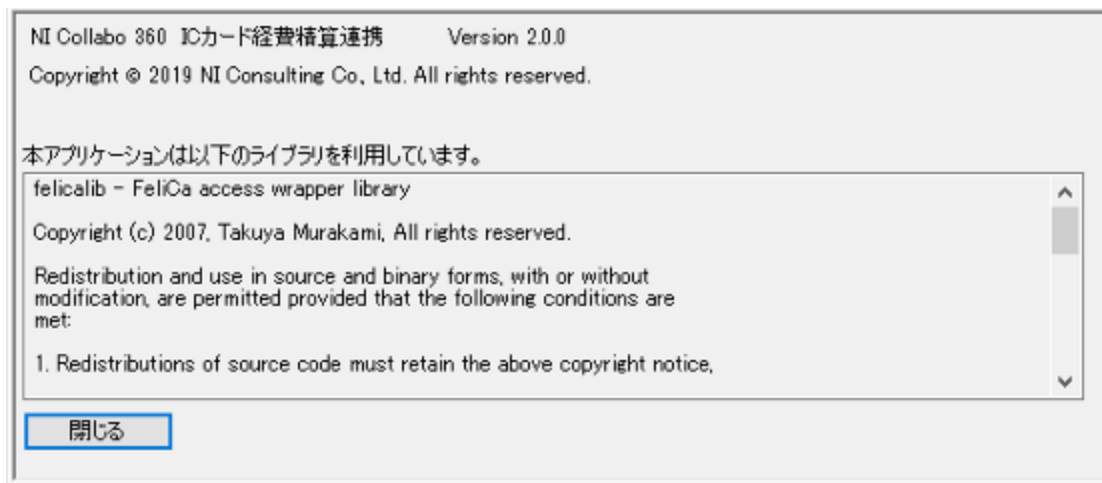 NI Collabo 360 ICカード経費精算連携 Version 2.0.0
Copyright © 2019 NI Consulting Co., Ltd. All rights reserved.
本アプリケーションは以下のライブラリを利用しています。
felicalib - FeliCa access wrapper library
Copyright (c) 2007, Takuya Murakami, All rights reserved.
Redistribution and use in source and binary forms, with or without
modification, are permitted provided that the following conditions are
met:
1. Redistributions of source code must retain the above copyright notice,
閉じる